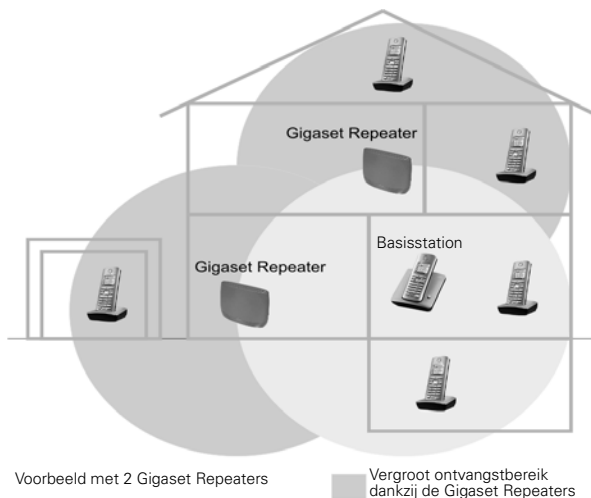 Gigaset Repeater
Basisstation
Gigaset Repeater
Voorbeeld met 2 Gigaset Repeaters
Vergroot ontvangstbereik
dankzij de Gigaset Repeaters